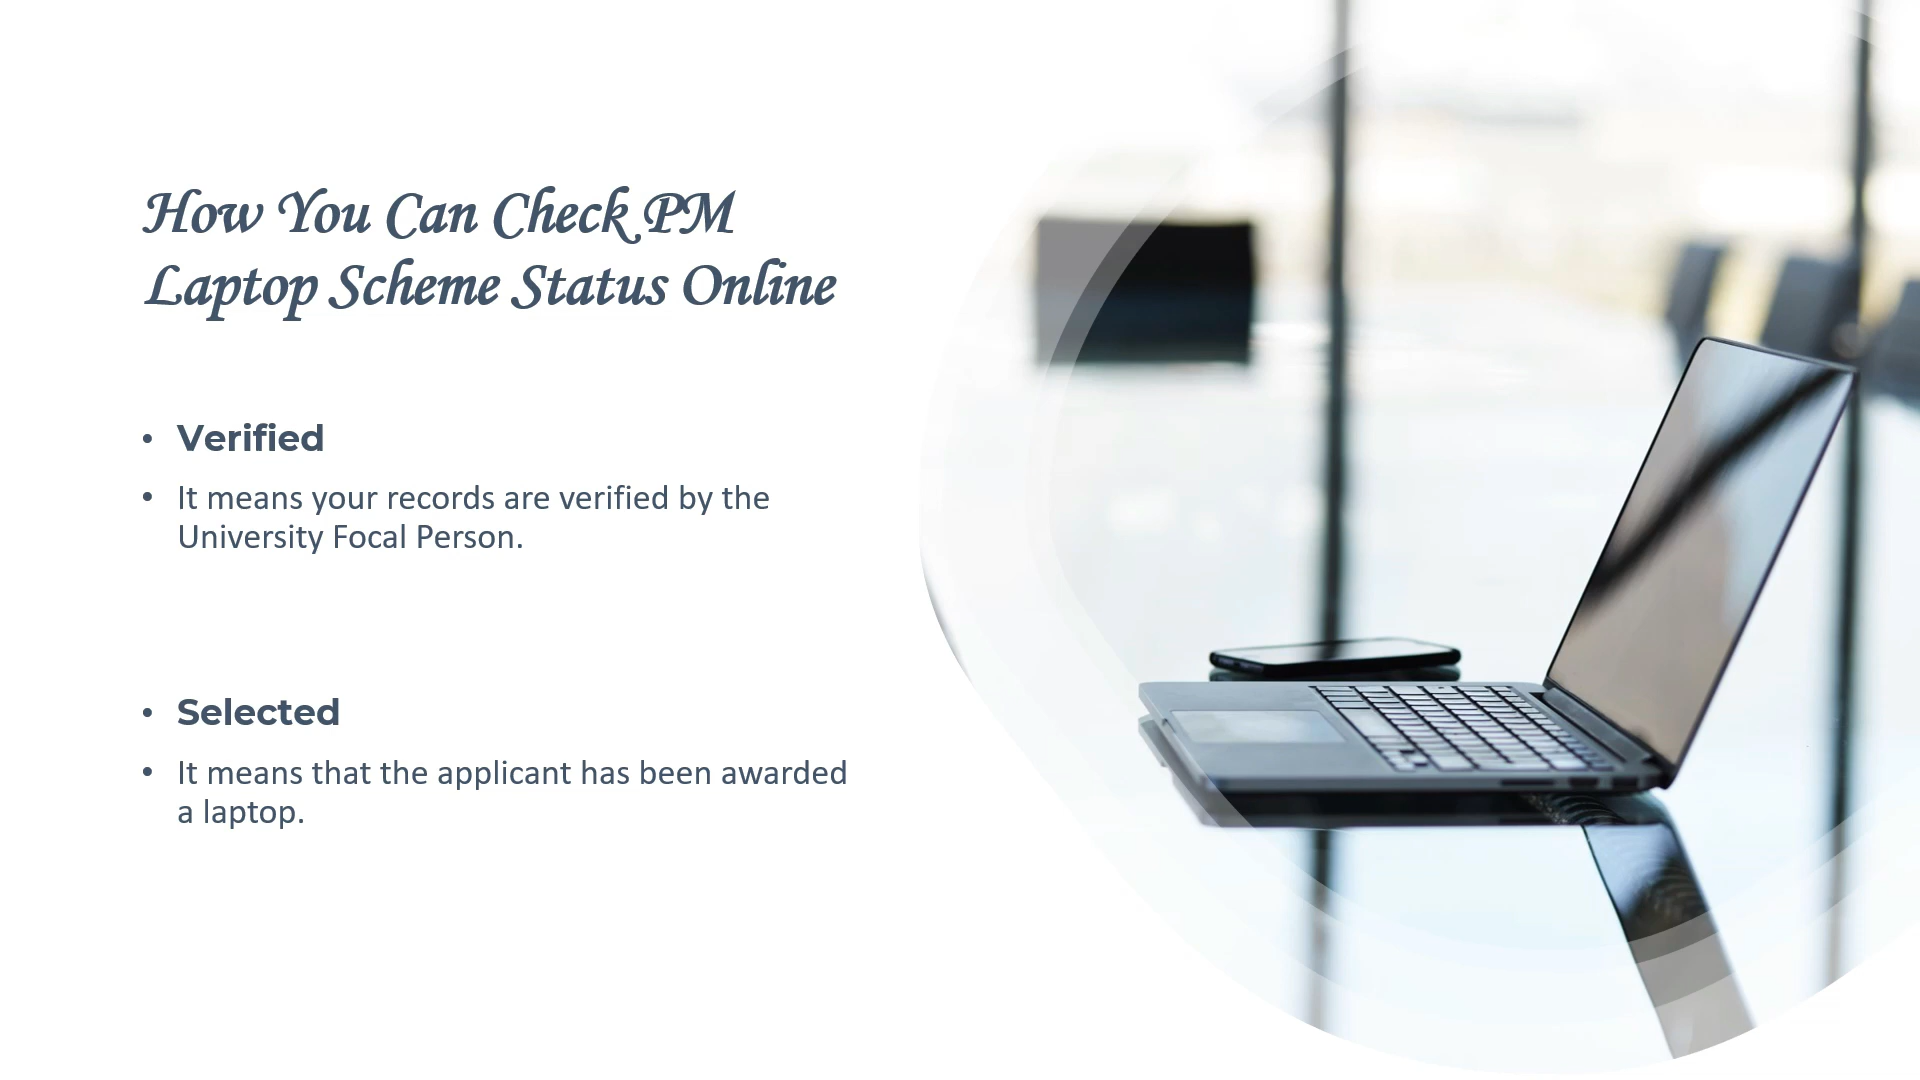 How You Can Check PM
Laptop Scheme Status Online
• Verified
• It means your records are verified by the
University Focal Person.
• Selected
• It means that the applicant has been awarded
a laptop.